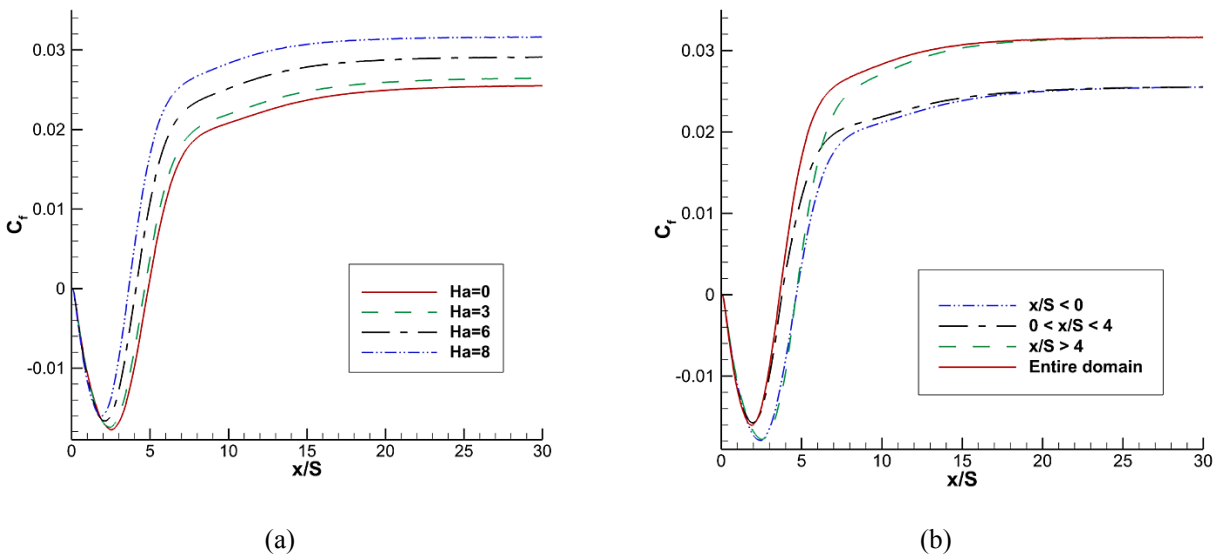 0.03
0.02
0.01
0
-0.01
C_f
0 5 10 15 20 25 30
x/S
Ha=0
Ha=3
Ha=6
Ha=8
(a)
0.03
0.02
0.01
0
-0.01
C_f
0 5 10 15 20 25 30
x/S
x/S < 0
0 < x/S < 4
x/S > 4
Entire domain
(b)